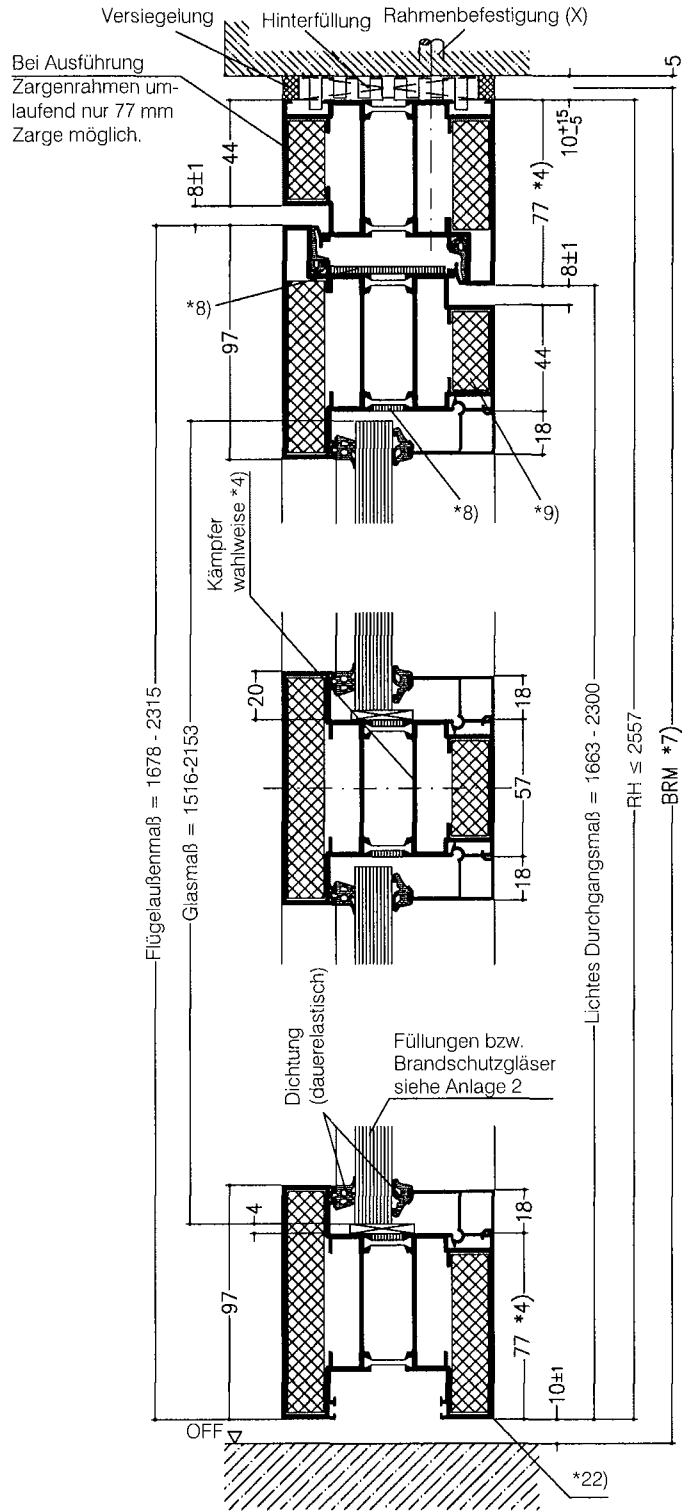 Versiegelung
Hinterfüllung
Rahmenbefestigung (X)
Bei Ausführung
Zargenrahmen um-
laufend nur 77 mm
Zarge möglich.
5
44
8±1
10+15-5
77 *4)
8±1
97
*8)
44
18
*8)
*9)
Kämpfer
wahlweise *4)
20
18
57
18
Flügelaußenmaß = 1678 - 2315
Glasmaß = 1516-2153
Lichtes Durchgangsmaß = 1663 - 2300
RH ≤ 2557
BRM *7)
Dichtung
(dauerelastisch)
Füllungen bzw.
Brandschutzgläser
siehe Anlage 2
4
18
97
77 *4)
10±1
OFF
*22)